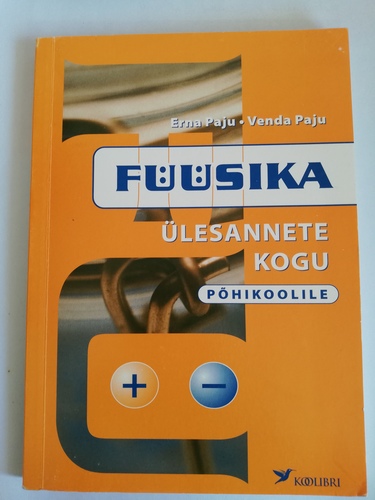 Erna Paju • Venda Paju
FÜÜSIKA
ÜLESANNETE
KOGU
PÕHIKOOLILE
+ −
KOOLIBRI